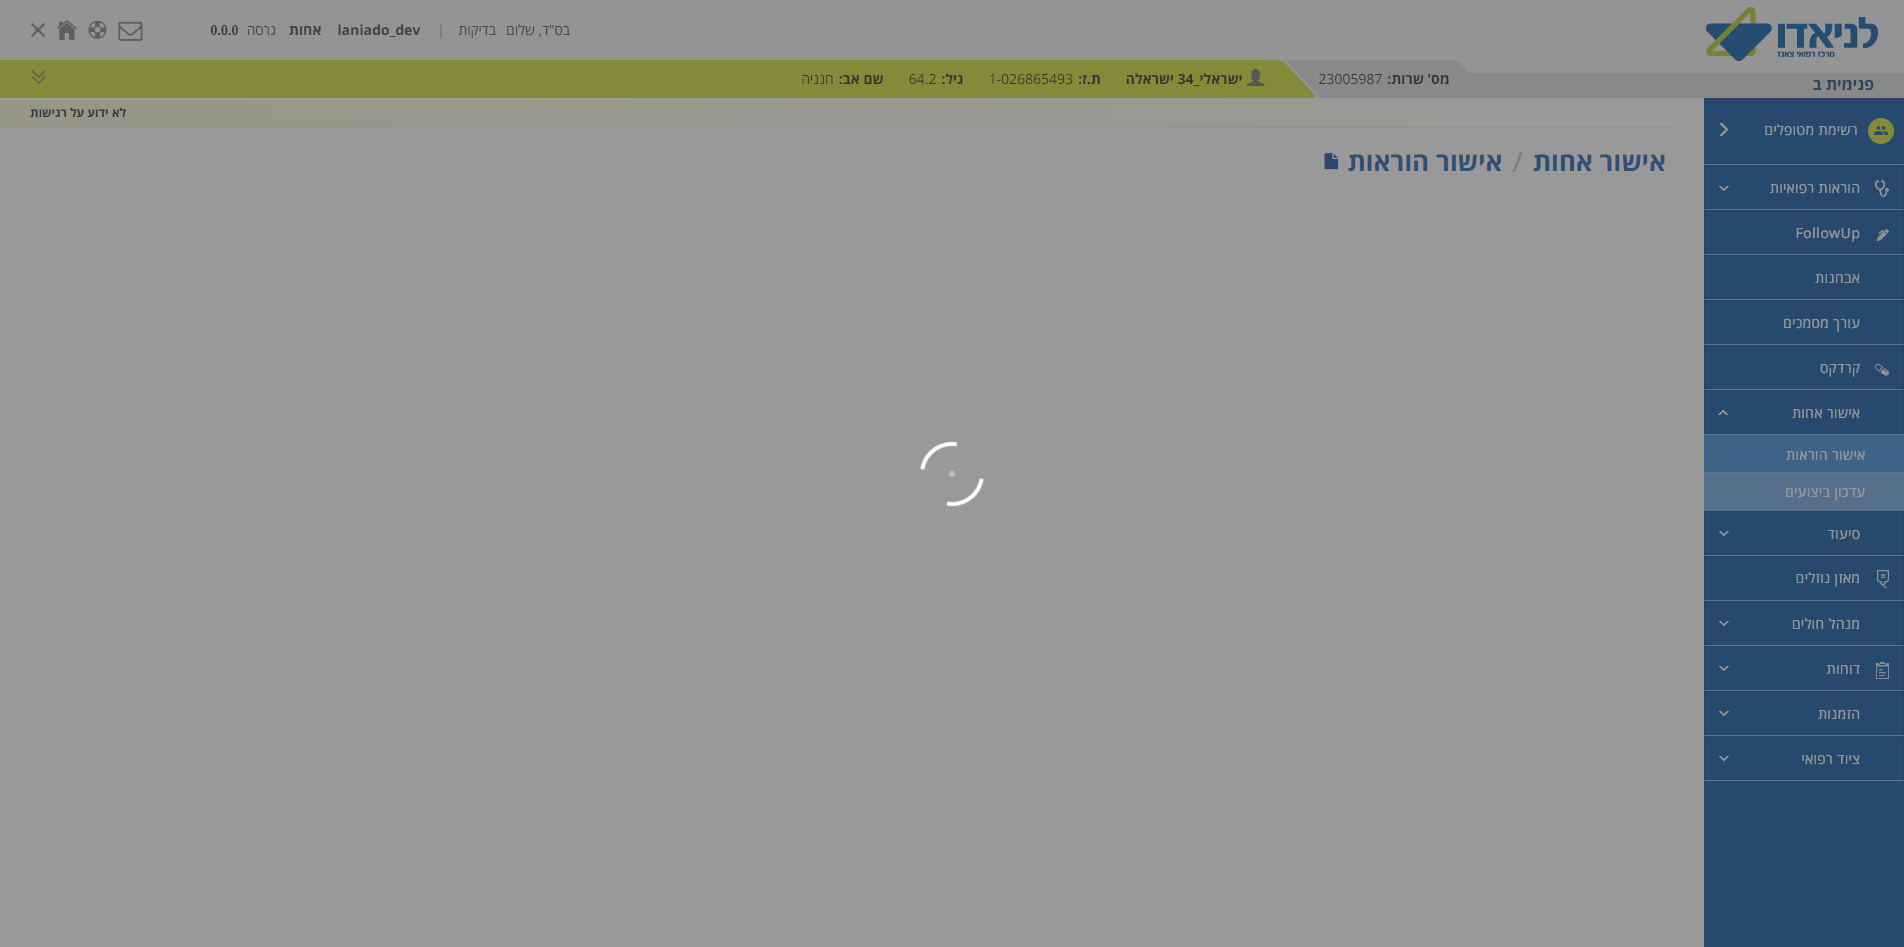 לניאדו
מרכז רפואי צאנז
בס"ד, שלום בדיקות | laniado_dev אחות גרסה 0.0.0
פנימית ב
מס' שרות: 23005987 ישראלי_34 ישראלה ת.ז: 1-026865493 גיל: 64.2 שם אב: חנניה
לא ידוע על רגישות
אישור אחות / אישור הוראות
רשימת מטופלים
הוראות רפואיות
FollowUp
אבחנות
עורך מסמכים
קרדקס
אישור אחות
אישור הוראות
עדכון ביצועים
סיעוד
מאזן נוזלים
מנהל חולים
דוחות
הזמנות
ציוד רפואי